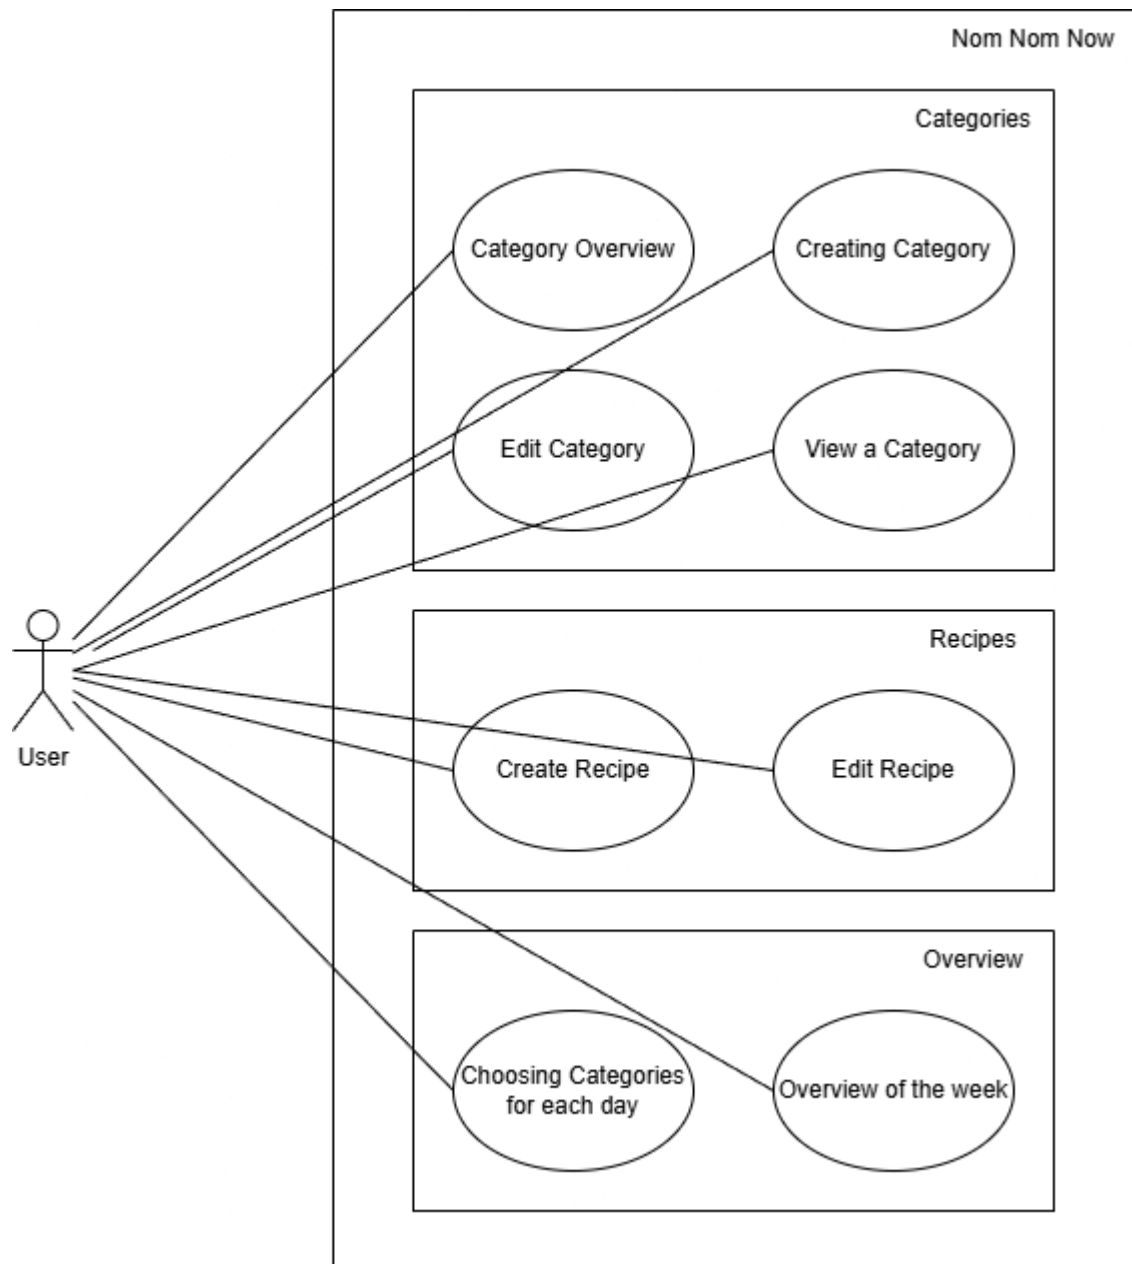 Nom Nom Now
Categories
Category Overview
Creating Category
Edit Category
View a Category
User
Recipes
Create Recipe
Edit Recipe
Overview
Choosing Categories
for each day
Overview of the week